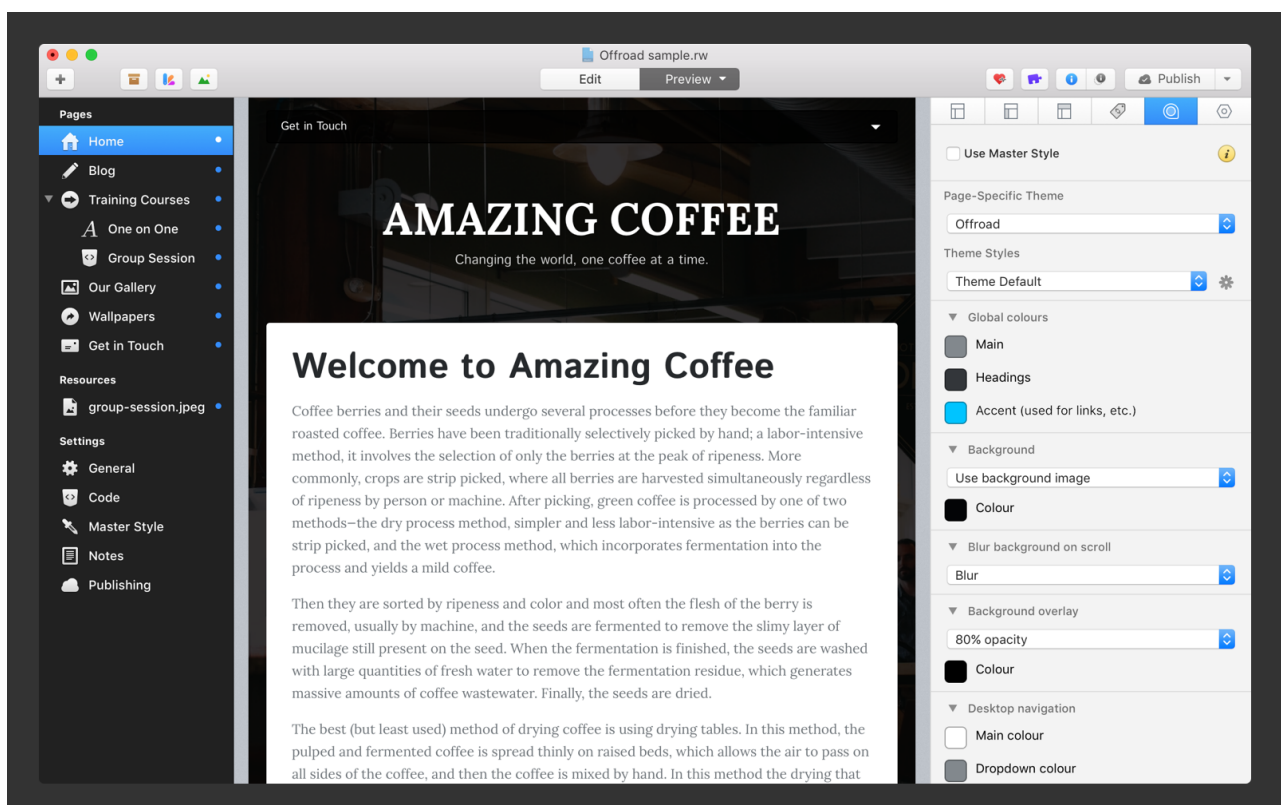 Offroad sample.rw
Edit
Preview
Publish
Pages
Home
Blog
Training Courses
One on One
Group Session
Our Gallery
Wallpapers
Get in Touch
Resources
group-session.jpeg
Settings
General
Code
Master Style
Notes
Publishing
Get in Touch
AMAZING COFFEE
Changing the world, one coffee at a time.
Welcome to Amazing Coffee
Coffee berries and their seeds undergo several processes before they become the familiar
roasted coffee. Berries have been traditionally selectively picked by hand; a labor-intensive
method, it involves the selection of only the berries at the peak of ripeness. More
commonly, crops are strip picked, where all berries are harvested simultaneously regardless
of ripeness by person or machine. After picking, green coffee is processed by one of two
methods—the dry process method, simpler and less labor-intensive as the berries can be
strip picked, and the wet process method, which incorporates fermentation into the
process and yields a mild coffee.
Then they are sorted by ripeness and color and most often the flesh of the berry is
removed, usually by machine, and the seeds are fermented to remove the slimy layer of
mucilage still present on the seed. When the fermentation is finished, the seeds are washed
with large quantities of fresh water to remove the fermentation residue, which generates
massive amounts of coffee wastewater. Finally, the seeds are dried.
The best (but least used) method of drying coffee is using drying tables. In this method, the
pulped and fermented coffee is spread thinly on raised beds, which allows the air to pass on
all sides of the coffee, and then the coffee is mixed by hand. In this method the drying that
Use Master Style
Page-Specific Theme
Offroad
Theme Styles
Theme Default
Global colours
Main
Headings
Accent (used for links, etc.)
Background
Use background image
Colour
Blur background on scroll
Blur
Background overlay
80% opacity
Colour
Desktop navigation
Main colour
Dropdown colour